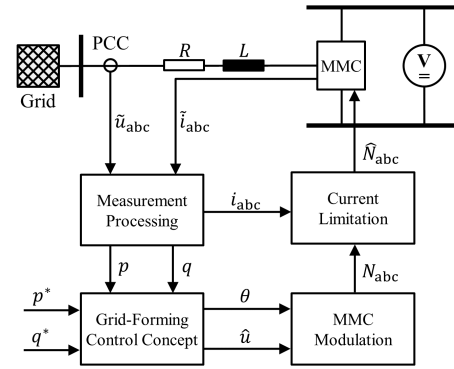 PCC
R
L
MMC
V
=
Grid
ũabc
ĩabc
N̂abc
Measurement
Processing
iabc
Current
Limitation
p
q
Nabc
p*
q*
Grid-Forming
Control Concept
θ
û
MMC
Modulation